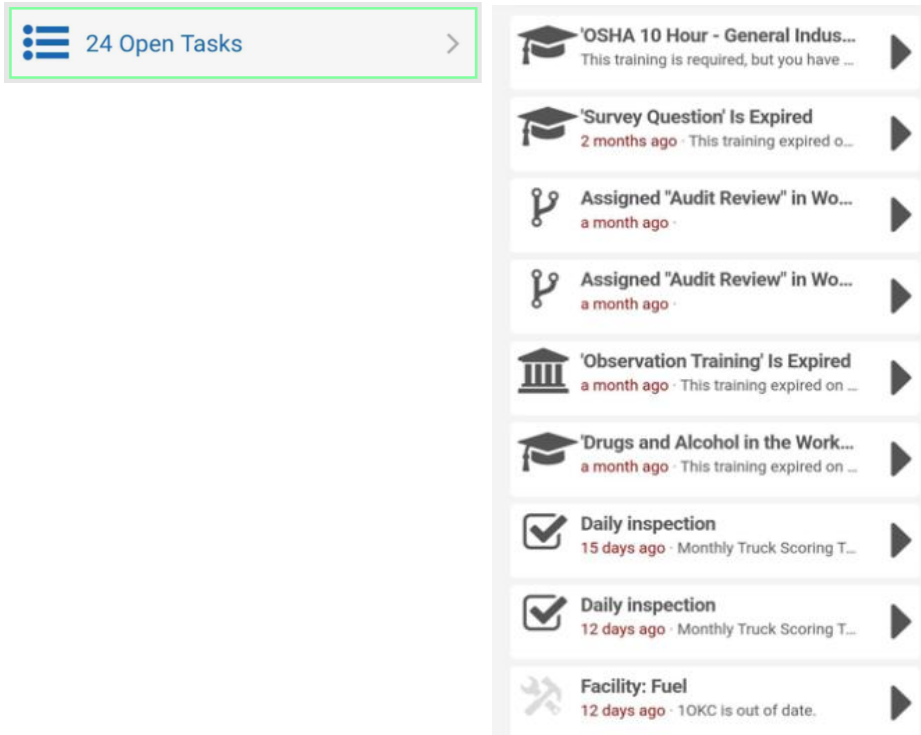 24 Open Tasks
'OSHA 10 Hour - General Indus...
This training is required, but you have ...
'Survey Question' Is Expired
2 months ago · This training expired o...
Assigned "Audit Review" in Wo...
a month ago ·
Assigned "Audit Review" in Wo...
a month ago ·
'Observation Training' Is Expired
a month ago · This training expired on ...
'Drugs and Alcohol in the Work...
a month ago · This training expired on ...
Daily inspection
15 days ago · Monthly Truck Scoring T...
Daily inspection
12 days ago · Monthly Truck Scoring T...
Facility: Fuel
12 days ago · 1OKC is out of date.